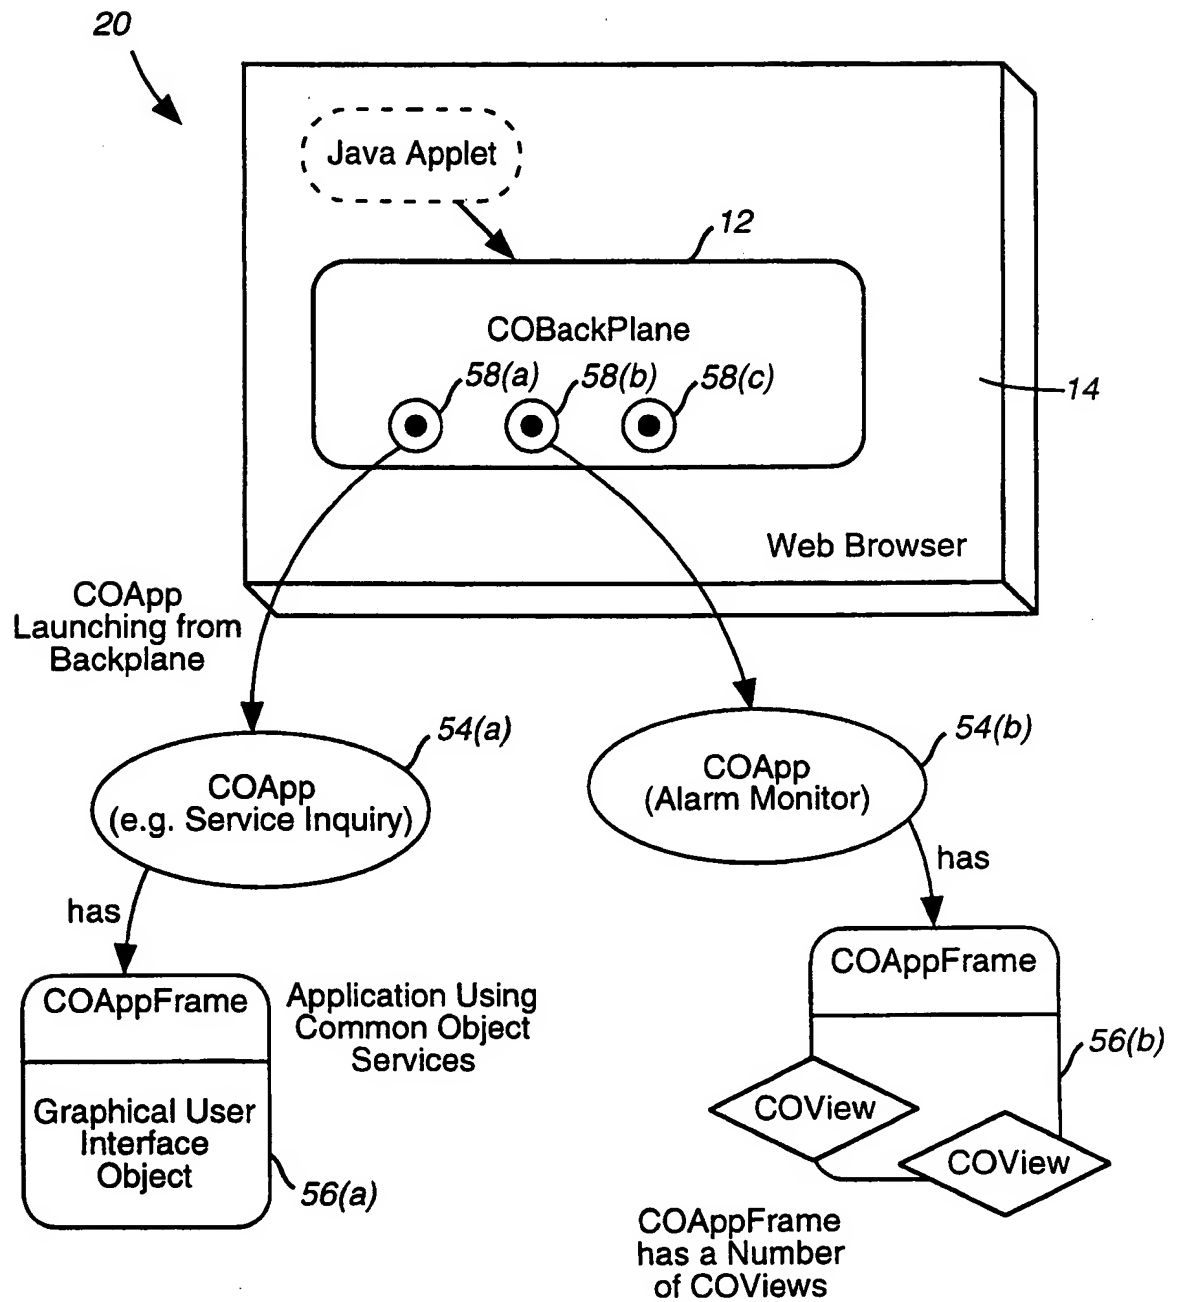 20
Java Applet
12
COBackPlane
58(a)
58(b)
58(c)
14
Web Browser
COApp
Launching from
Backplane
54(a)
COApp
(e.g. Service Inquiry)
54(b)
COApp
(Alarm Monitor)
has
has
COAppFrame
Application Using
Common Object
Services
Graphical User
Interface
Object
56(a)
COAppFrame
56(b)
COView
COView
COAppFrame
has a Number
of COViews